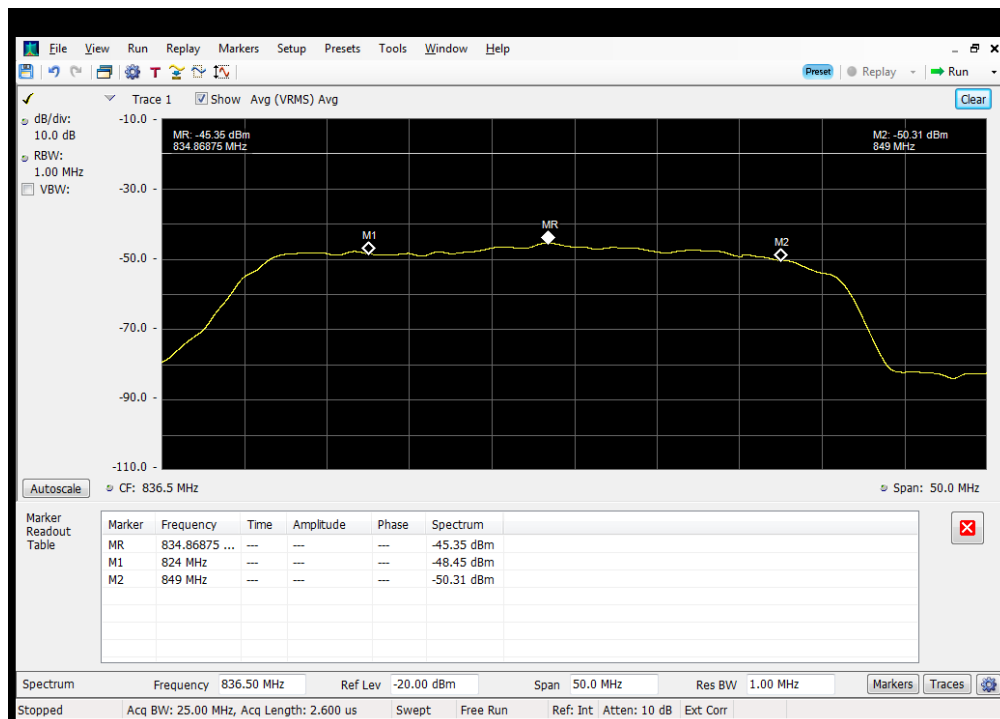 File View Run Replay Markers Setup Presets Tools Window Help
T Preset Replay Run
Trace 1 Show Avg (VRMS) Avg Clear
dB/div:
10.0 dB
RBW:
1.00 MHz
VBW:
-10.0
-30.0
-50.0
-70.0
-90.0
-110.0
MR: -45.35 dBm
834.86875 MHz
M2: -50.31 dBm
849 MHz
M1
MR
M2
Autoscale CF: 836.5 MHz Span: 50.0 MHz
Marker
Readout
Table
Marker Frequency Time Amplitude Phase Spectrum
MR 834.86875 ... --- --- --- -45.35 dBm
M1 824 MHz --- --- --- -48.45 dBm
M2 849 MHz --- --- --- -50.31 dBm
Spectrum Frequency 836.50 MHz Ref Lev -20.00 dBm Span 50.0 MHz Res BW 1.00 MHz Markers Traces
Stopped Acq BW: 25.00 MHz, Acq Length: 2.600 us Swept Free Run Ref: Int Atten: 10 dB Ext Corr